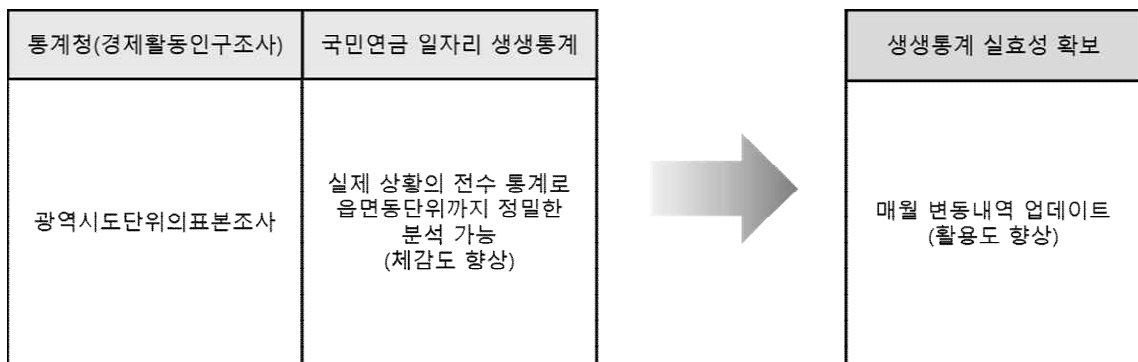 통계청(경제활동인구조사)
국민연금 일자리 생생통계
생생통계 실효성 확보
광역시도단위의표본조사
실제 상황의 전수 통계로
읍면동단위까지 정밀한
분석 가능
(체감도 향상)
매월 변동내역 업데이트
(활용도 향상)